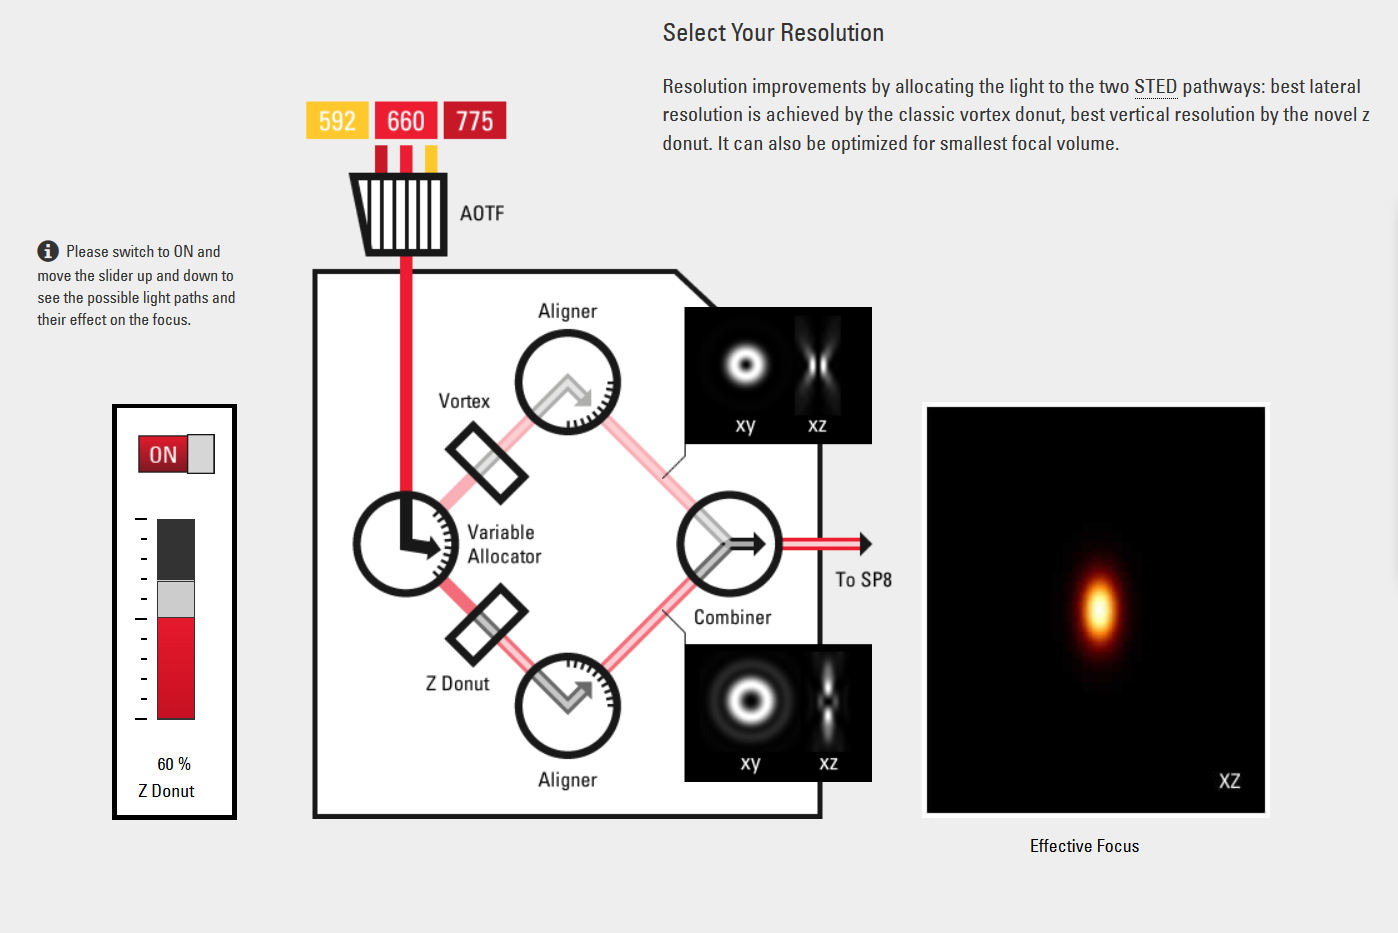 Select Your Resolution
Resolution improvements by allocating the light to the two STED pathways: best lateral
resolution is achieved by the classic vortex donut, best vertical resolution by the novel z
donut. It can also be optimized for smallest focal volume.
592 660 775
AOTF
i Please switch to ON and
move the slider up and down to
see the possible light paths and
their effect on the focus.
ON
60 %
Z Donut
Aligner
Vortex
xy xz
Variable
Allocator
To SP8
Combiner
Z Donut
xy xz
Aligner
XZ
Effective Focus